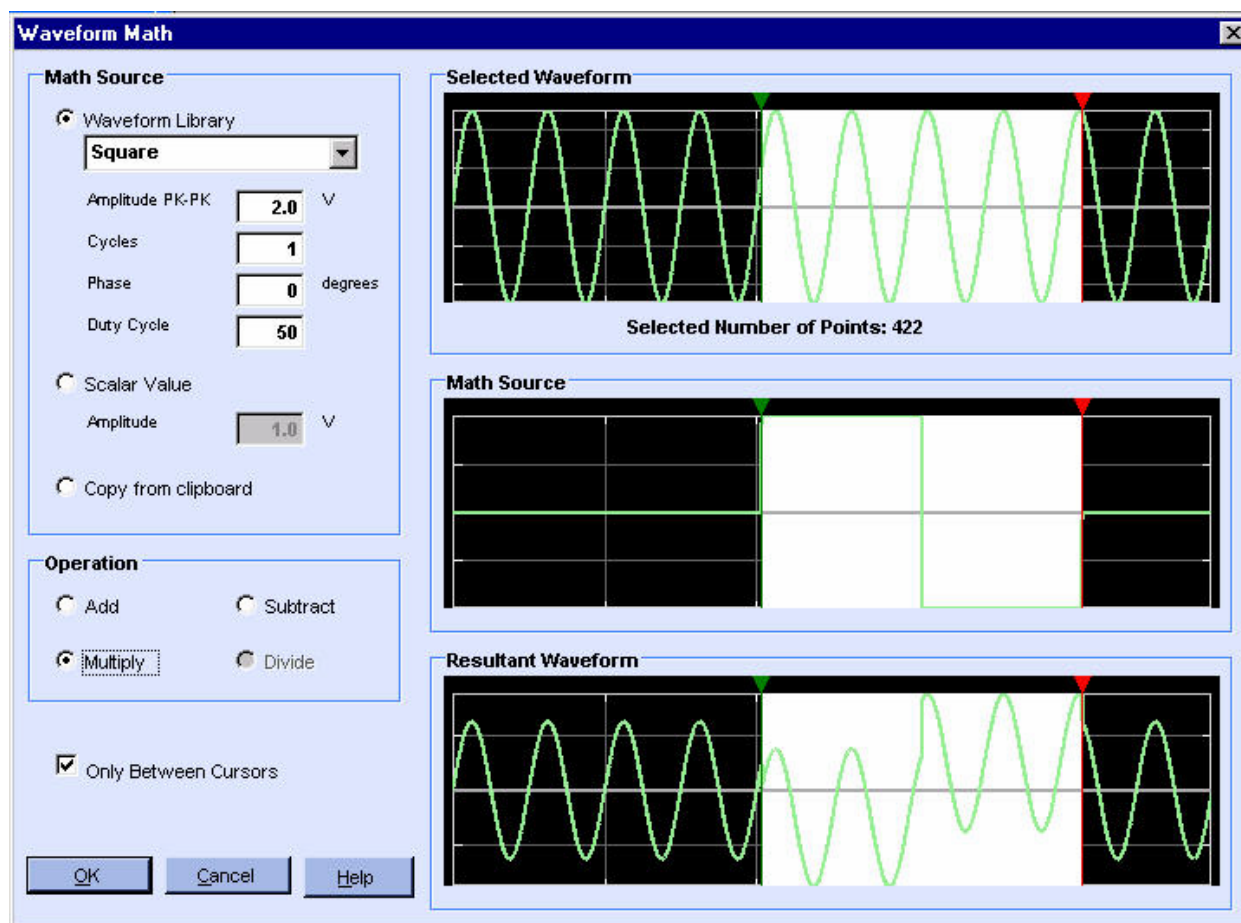 Waveform Math
Math Source
Waveform Library
Square
Amplitude PK-PK 2.0 V
Cycles 1
Phase 0 degrees
Duty Cycle 50
Scalar Value
Amplitude 1.0 V
Copy from clipboard
Operation
Add Subtract
Multiply Divide
Only Between Cursors
OK Cancel Help
Selected Waveform
Selected Number of Points: 422
Math Source
Resultant Waveform